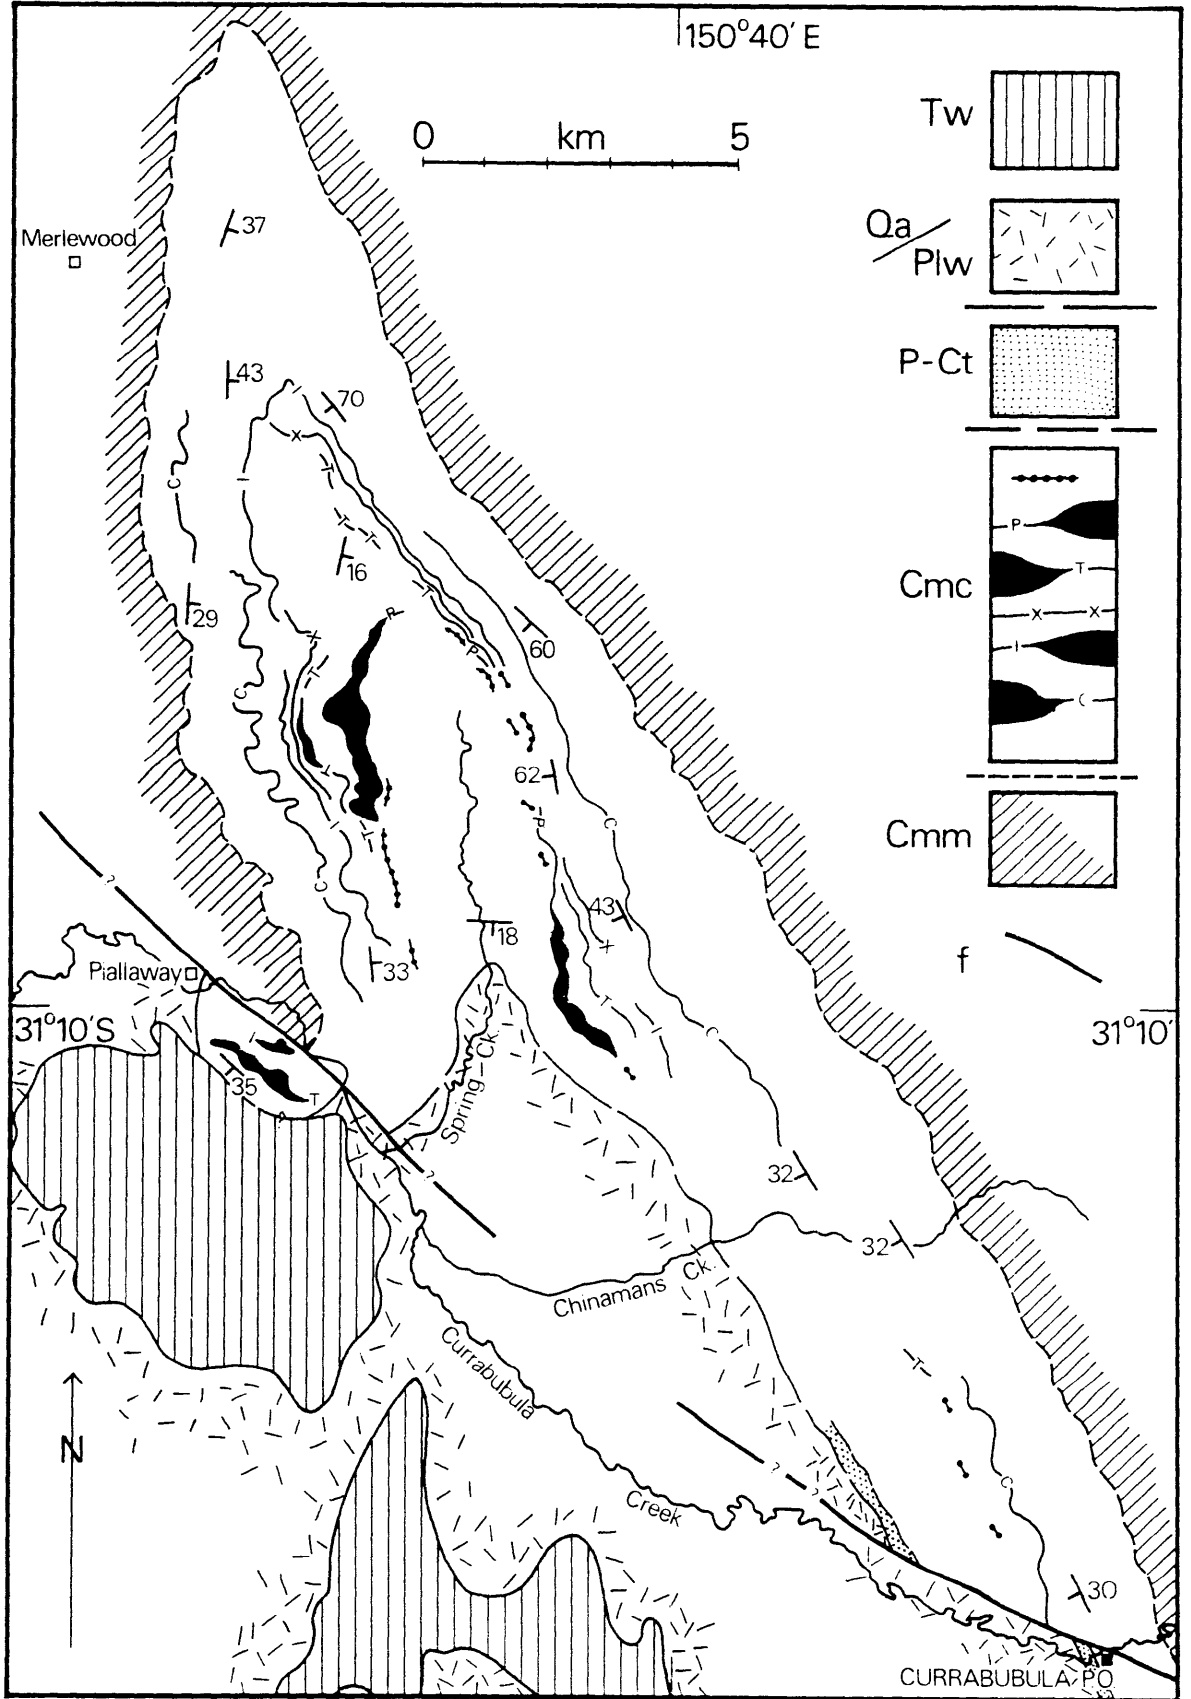 150°40' E
0 km 5
Tw
Qa/Plw
P-Ct
P
T
X X
I
C
Cmc
Cmm
f
Merlewood
37
43
70
X
T
I
C
T
T
16
29
T
P
60
P
X
T
C
62
C
P
T
I
T
C
43
X
18
33
Piallaway
31°10' S
31°10'
T
I
C
I
35
T
P
Spring Ck.
?
?
32
32
Chinamans Ck.
Currabubula
Creek
T
C
?
?
N
30
CURRABUBULA P.O.